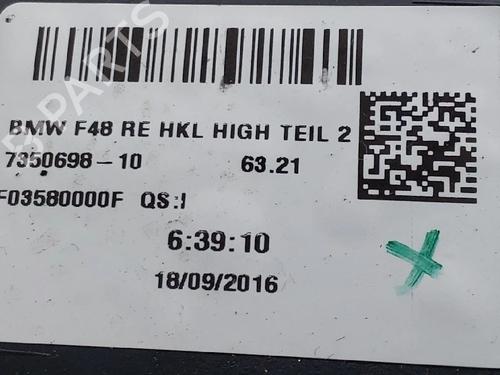 PARTS
BMW F48 RE HKL HIGH TEIL 2
7350698-10 63.21
F03580000F QS:I
6:39:10
18/09/2016